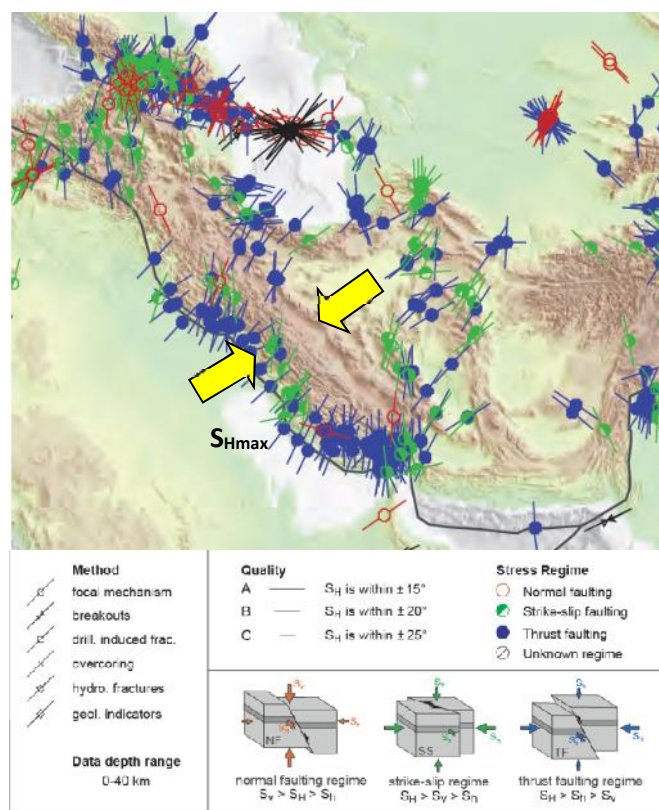 SHmax
Method
focal mechanism
breakouts
drill. induced frac.
overcoring
hydro. fractures
geol. indicators
Data depth range
0-40 km
Quality
A SH is within ± 15°
B SH is within ± 20°
C SH is within ± 25°
Stress Regime
Normal faulting
Strike-slip faulting
Thrust faulting
Unknown regime
Sv
NF
normal faulting regime
Sv > SH > Sh
Sv
SS
strike-slip regime
SH > Sv > Sh
Sv
TF
thrust faulting regime
SH > Sh > Sv